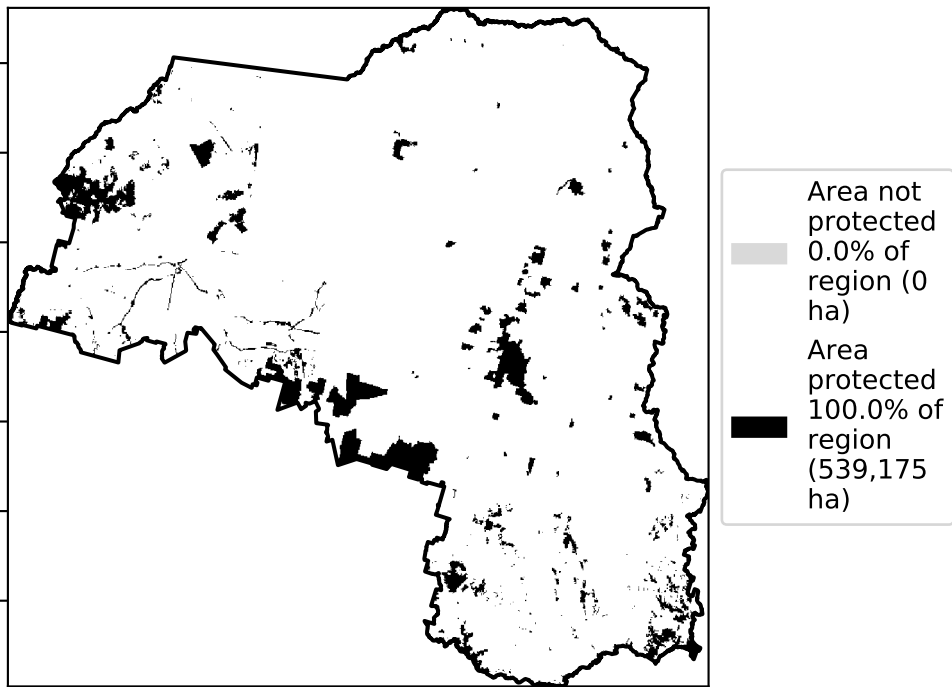 Area not
protected
0.0% of
region (0
ha)
Area
protected
100.0% of
region
(539,175
ha)